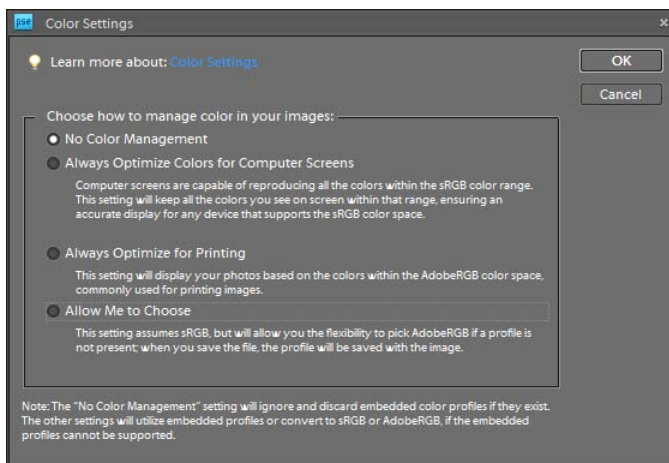 pse Color Settings x
Learn more about: Color Settings
OK
Cancel
Choose how to manage color in your images:
No Color Management
Always Optimize Colors for Computer Screens
Computer screens are capable of reproducing all the colors within the sRGB color range.
This setting will keep all the colors you see on screen within that range, ensuring an
accurate display for any device that supports the sRGB color space.
Always Optimize for Printing
This setting will display your photos based on the colors within the AdobeRGB color space,
commonly used for printing images.
Allow Me to Choose
This setting assumes sRGB, but will allow you the flexibility to pick AdobeRGB if a profile is
not present; when you save the file, the profile will be saved with the image.
Note: The "No Color Management" setting will ignore and discard embedded color profiles if they exist.
The other settings will utilize embedded profiles or convert to sRGB or AdobeRGB, if the embedded
profiles cannot be supported.